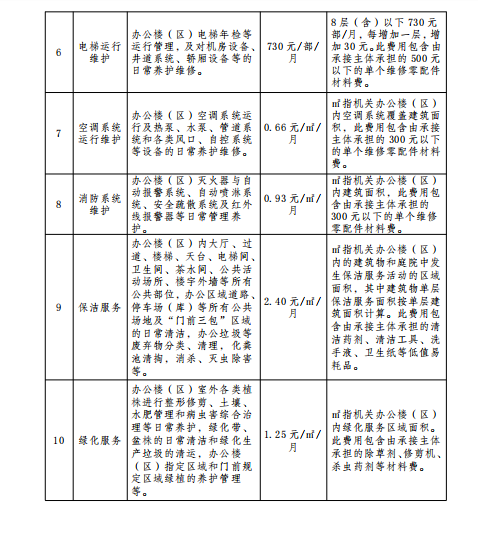 6
电梯运行
维护
办公楼（区）电梯年检等
运行管理，及对机房设备、
井道系统、轿厢设备等的
日常养护维修。
730 元/部/
月
8 层（含）以下 730 元
部/月，每增加一层，增
加 30 元。此费用包含由
承接主体承担的 500 元
以下的单个维修零配件
材料费。
7
空调系统
运行维护
办公楼（区）空调系统运
行及热泵、水泵、管道系
统和各类风口、自控系统
等设备的日常养护维修。
0.66 元/㎡/
月
㎡指机关办公楼（区）
内空调系统覆盖建筑面
积，此费用包含由承接
主体承担的 300 元以下
的单个维修零配件材料
费。
8
消防系统
维护
办公楼（区）灭火器与自
动报警系统、自动喷淋系
统、安全疏散系统及红外
线报警器等日常管理养
护。
0.93 元/㎡/
月
㎡指机关办公楼（区）
内建筑面积，此费用包
含由承接主体承担的
300 元以下的单个维修
零配件材料费。
9
保洁服务
办公楼（区）内大厅、过
道、楼梯、天台、电梯间、
卫生间、茶水间、公共活
动场所、楼宇外墙等所有
公共部位，办公区域道路、
停车场（库）等所有公共
场地及“门前三包”区域
的日常清洁，办公垃圾等
废弃物分类、清理，化粪
池清掏，消杀、灭虫除害
等。
2.40 元/㎡/
月
㎡指机关办公楼（区）
内的建筑物和庭院中发
生保洁服务活动的区域
面积，其中建筑物单层
保洁服务面积按单层建
筑面积计算。此费用包
含由承接主体承担的清
洁药剂、清洁工具、洗
手液、卫生纸等低值易
耗品。
10
绿化服务
办公楼（区）室外各类植
株进行整形修剪、土壤、
水肥管理和病虫害综合治
理等日常养护，绿化带、
盆株的日常清洁和绿化生
产垃圾的清运，办公楼
（区）指定区域和门前规
定区域绿植的养护管理
等。
1.25 元/㎡/
月
㎡指机关办公楼（区）
内绿化服务区域面积。
此费用包含由承接主体
承担的除草剂、修剪机、
杀虫药剂等材料费。